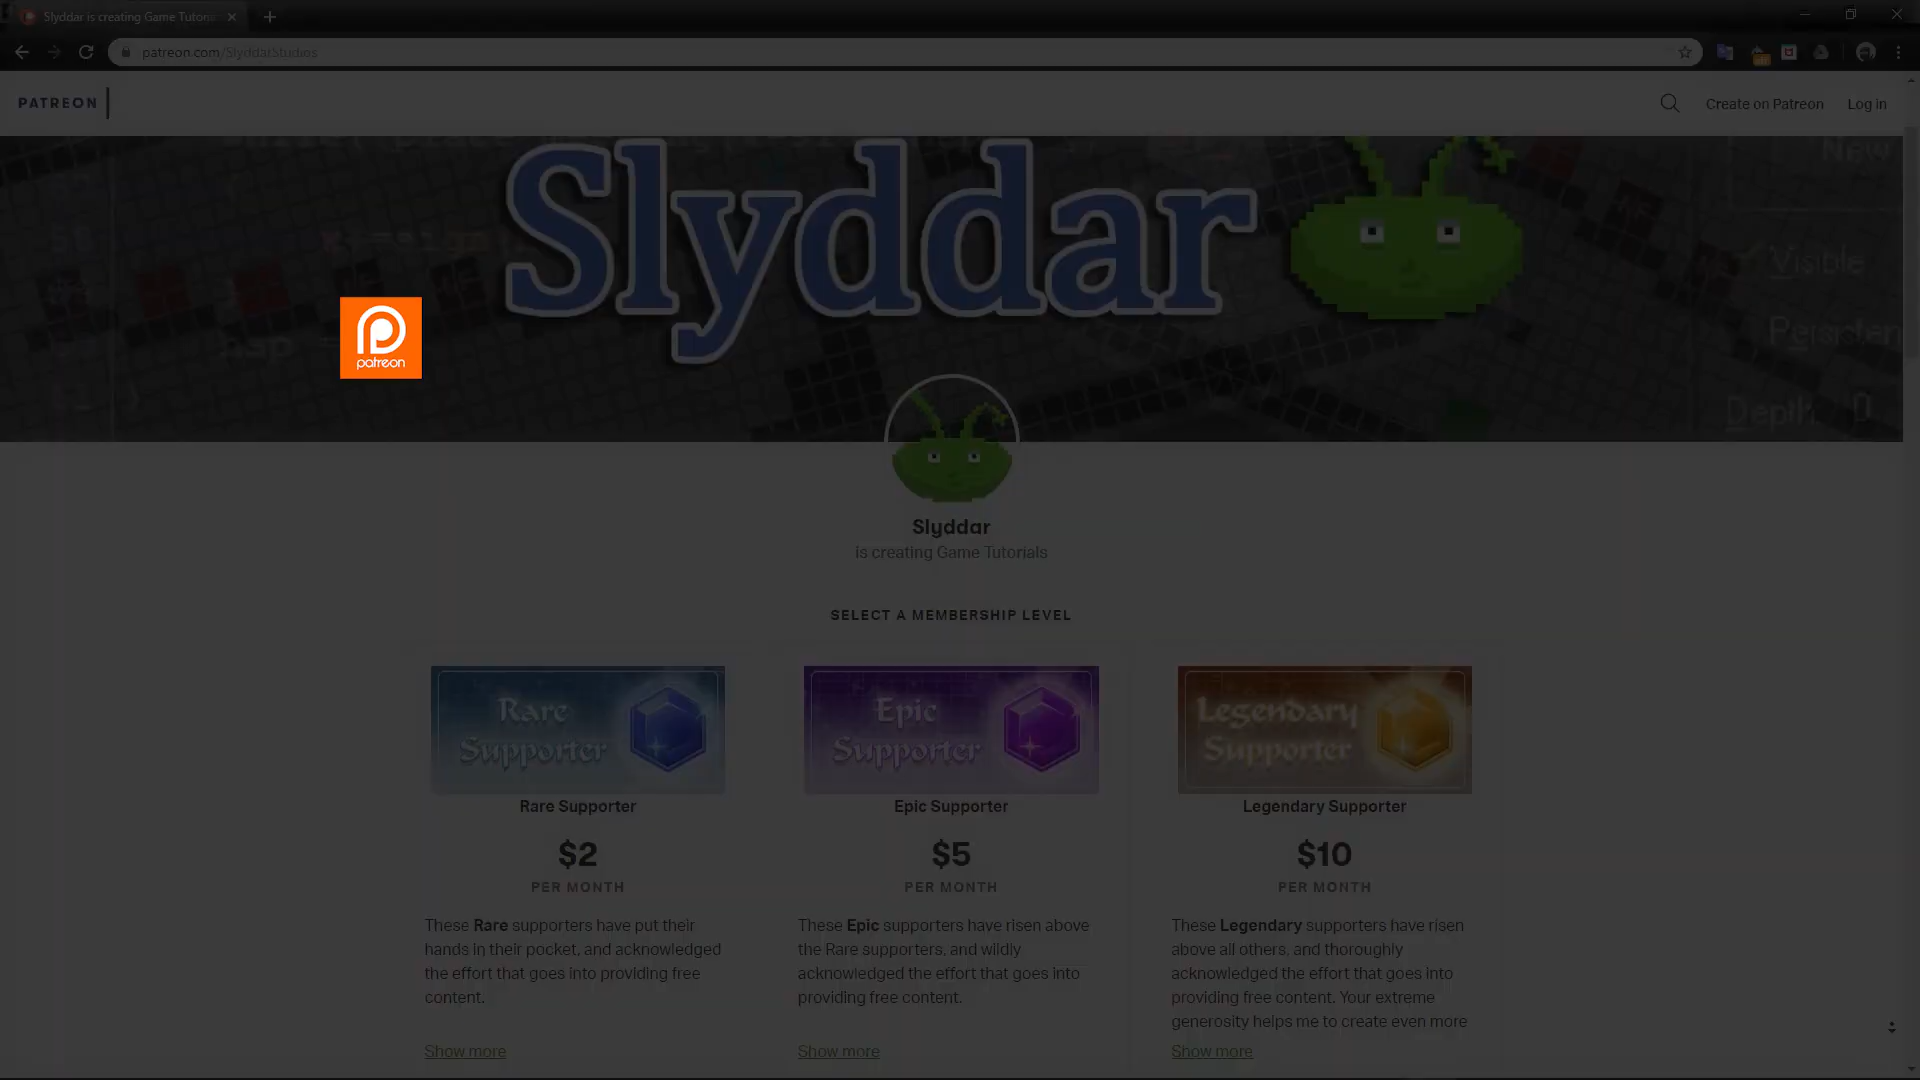 Slyddar is creating Game Tutoria
patreon.com/SlyddarStudios
PATREON
Create on Patreon
Log in
Slyddar
New
Visible
Persisten
Depth 0
patreon
Slyddar
is creating Game Tutorials
SELECT A MEMBERSHIP LEVEL
Rare
Supporter
Epic
Supporter
Legendary
Supporter
Rare Supporter
Epic Supporter
Legendary Supporter
$2
$5
$10
PER MONTH
PER MONTH
PER MONTH
These Rare supporters have put their
hands in their pocket, and acknowledged
the effort that goes into providing free
content.
Show more
These Epic supporters have risen above
the Rare supporters, and wildly
acknowledged the effort that goes into
providing free content.
Show more
These Legendary supporters have risen
above all others, and thoroughly
acknowledged the effort that goes into
providing free content. Your extreme
generosity helps me to create even more
Show more